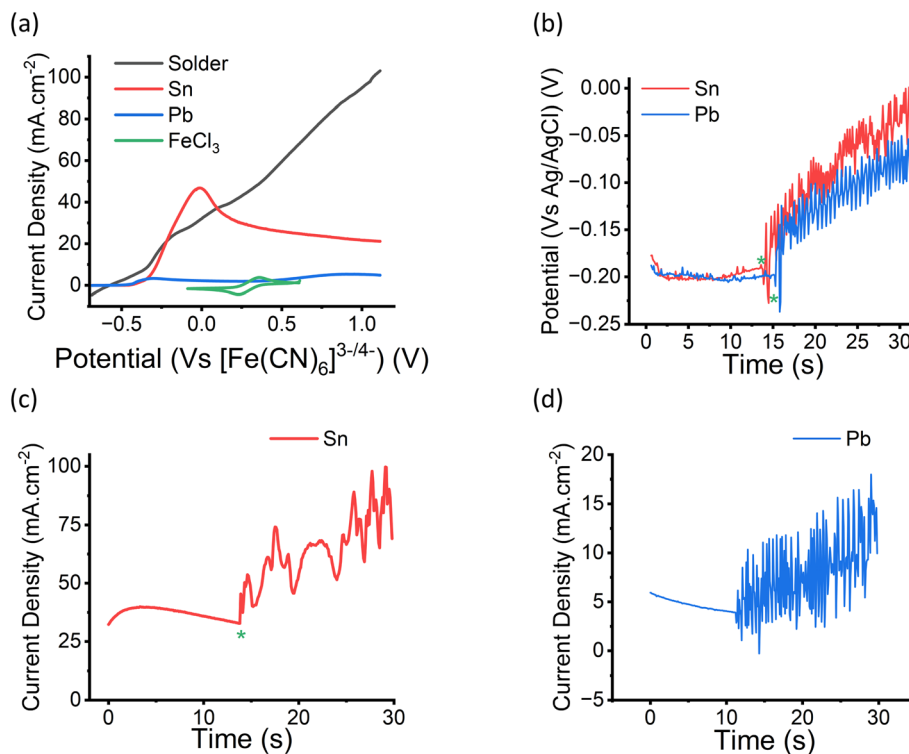 (a)
Solder
Sn
Pb
FeCl3
100
80
60
40
20
0
Current Density (mA.cm-2)
−0.5
0.0
0.5
1.0
Potential (Vs [Fe(CN)6]3-/4-) (V)
(b)
Sn
Pb
0.00
−0.05
−0.10
−0.15
−0.20
−0.25
Potential (Vs Ag/AgCl) (V)
*
*
0
5
10
15
20
25
30
Time (s)
(c)
Sn
100
75
50
25
0
Current Density (mA.cm-2)
*
0
10
20
30
Time (s)
(d)
Pb
20
15
10
5
0
−5
Current Density (mA.cm-2)
0
10
20
30
Time (s)